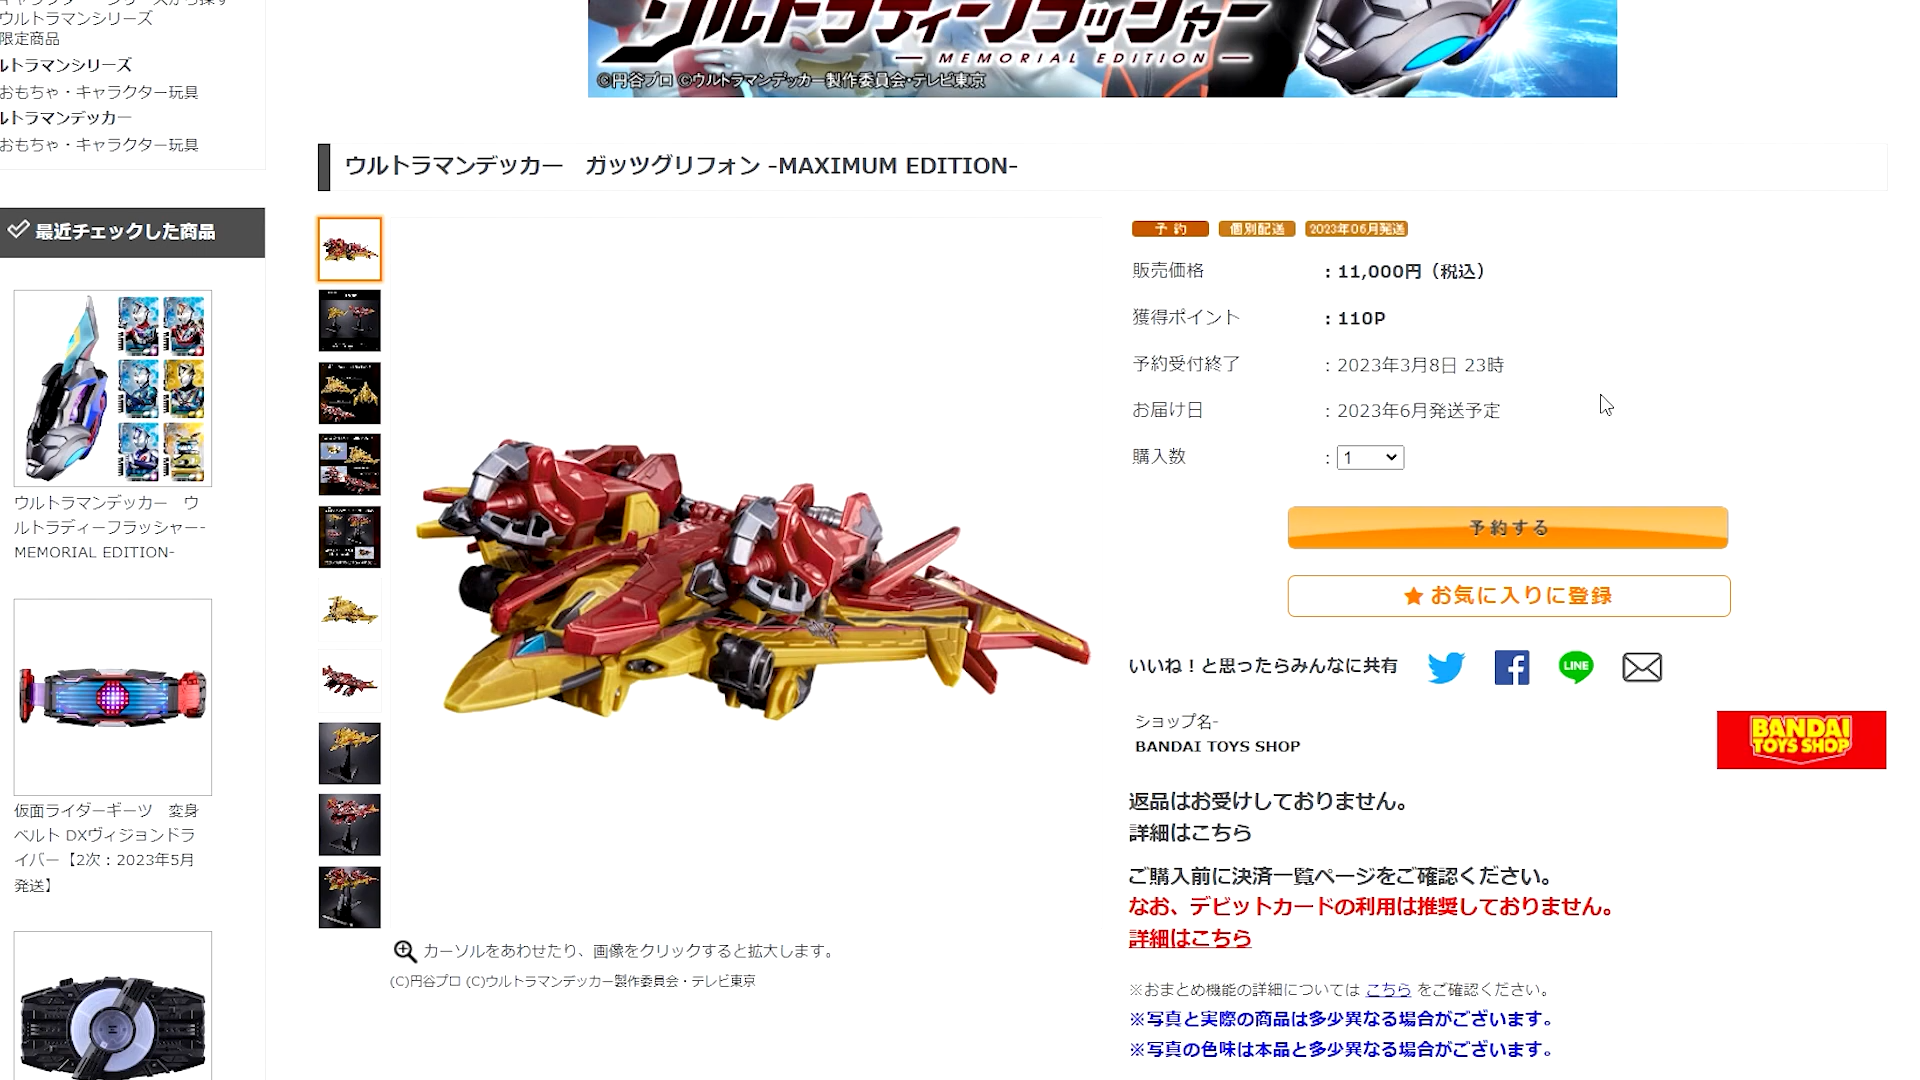 ウルトラマンシリーズ
限定商品
ルトラマンシリーズ
おもちゃ・キャラクター玩具
ルトラマンデッカー
おもちゃ・キャラクター玩具
ウルトラディーフラッシャー
MEMORIAL EDITION
©円谷プロ ©ウルトラマンデッカー製作委員会・テレビ東京
最近チェックした商品
ウルトラマンデッカー　ウ
ルトラディーフラッシャー-
MEMORIAL EDITION-
仮面ライダーギーツ　変身
ベルト DXヴィジョンドラ
イバー【2次：2023年5月
発送】
ウルトラマンデッカー　ガッツグリフォン -MAXIMUM EDITION-
予約 個別配送 2023年06月発送
販売価格 : 11,000円（税込）
獲得ポイント : 110P
予約受付終了 : 2023年3月8日 23時
お届け日 : 2023年6月発送予定
購入数 : 1
予約する
★お気に入りに登録
いいね！と思ったらみんなに共有 LINE
ショップ名-
BANDAI TOYS SHOP
BANDAI
TOYS SHOP
返品はお受けしておりません。
詳細はこちら
ご購入前に決済一覧ページをご確認ください。
なお、デビットカードの利用は推奨しておりません。
詳細はこちら
カーソルをあわせたり、画像をクリックすると拡大します。
(C)円谷プロ (C)ウルトラマンデッカー製作委員会・テレビ東京
※おまとめ機能の詳細については こちら をご確認ください。
※写真と実際の商品は多少異なる場合がございます。
※写真の色味は本品と多少異なる場合がございます。